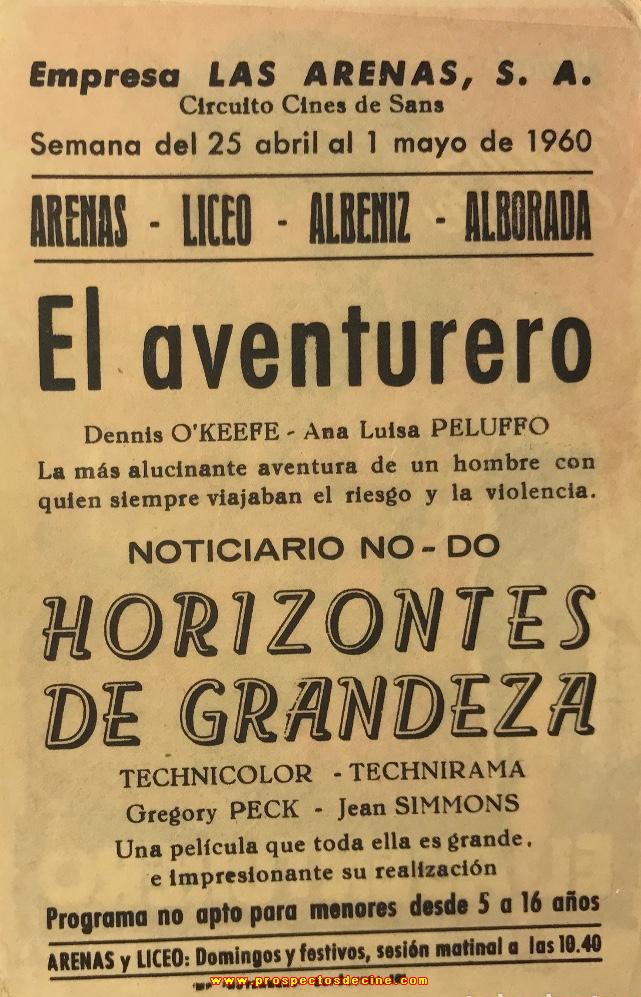 Empresa LAS ARENAS, S. A.
Circuito Cines de Sans
Semana del 25 abril al 1 mayo de 1960
ARENAS - LICEO - ALBENIZ - ALBORADA
El aventurero
Dennis O'KEEFE - Ana Luisa PELUFFO
La más alucinante aventura de un hombre con
quien siempre viajaban el riesgo y la violencia.
NOTICIARIO NO-DO
HORIZONTES
DE GRANDEZA
TECHNICOLOR - TECHNIRAMA
Gregory PECK - Jean SIMMONS
Una película que toda ella es grande,
e impresionante su realización
Programa no apto para menores desde 5 a 16 años
ARENAS y LICEO: Domingos y festivos, sesión matinal a las 10.40
www.prospectosdecine.com